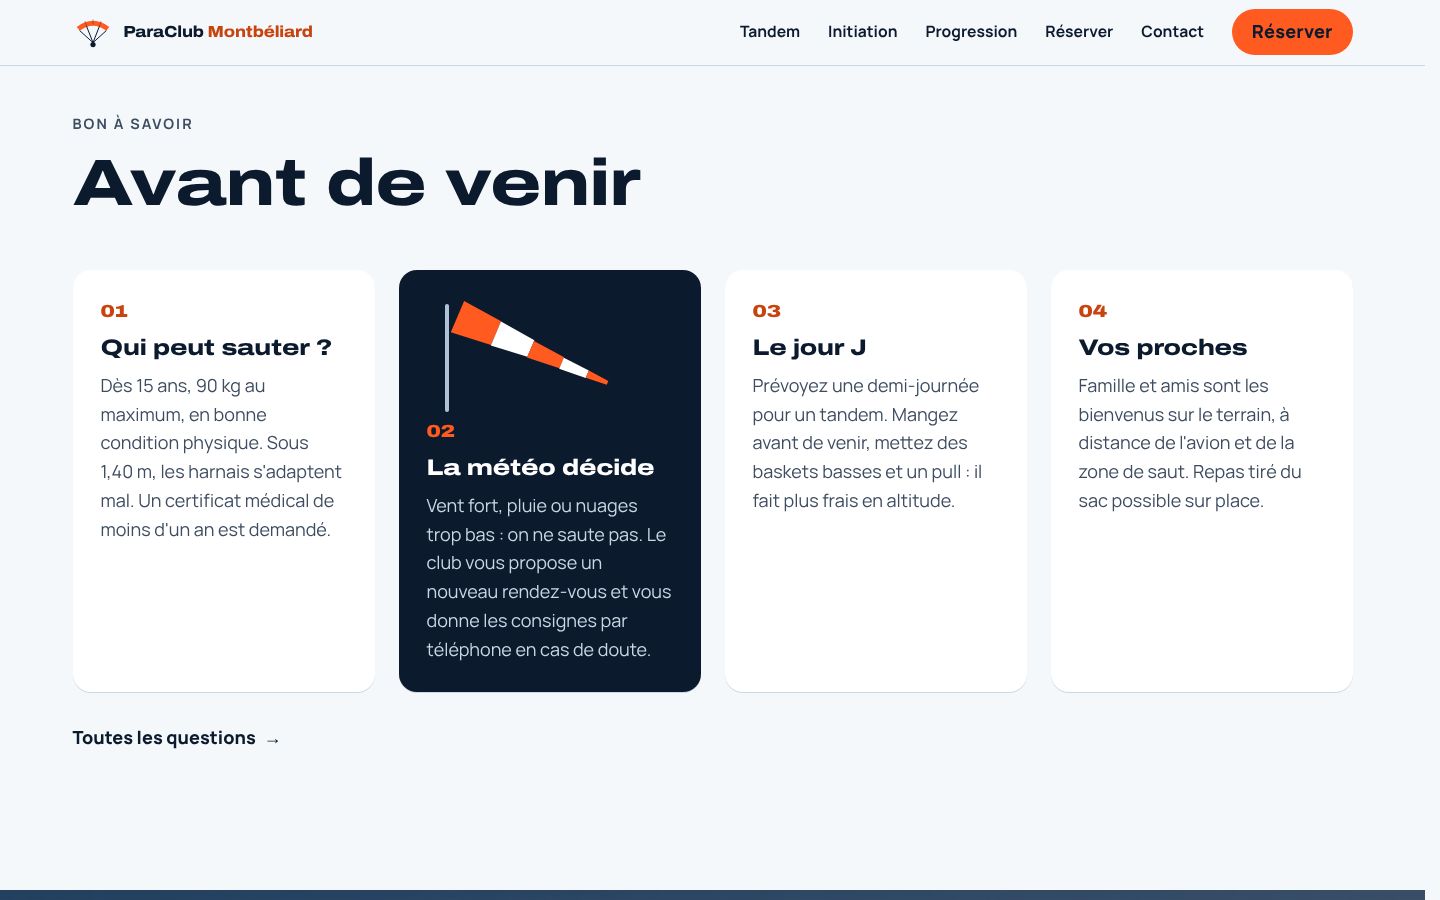 ParaClub Montbéliard
Tandem Initiation Progression Réserver Contact Réserver
BON À SAVOIR
Avant de venir
01
Qui peut sauter ?
Dès 15 ans, 90 kg au
maximum, en bonne
condition physique. Sous
1,40 m, les harnais s'adaptent
mal. Un certificat médical de
moins d'un an est demandé.
02
La météo décide
Vent fort, pluie ou nuages
trop bas : on ne saute pas. Le
club vous propose un
nouveau rendez-vous et vous
donne les consignes par
téléphone en cas de doute.
03
Le jour J
Prévoyez une demi-journée
pour un tandem. Mangez
avant de venir, mettez des
baskets basses et un pull : il
fait plus frais en altitude.
04
Vos proches
Famille et amis sont les
bienvenus sur le terrain, à
distance de l'avion et de la
zone de saut. Repas tiré du
sac possible sur place.
Toutes les questions →